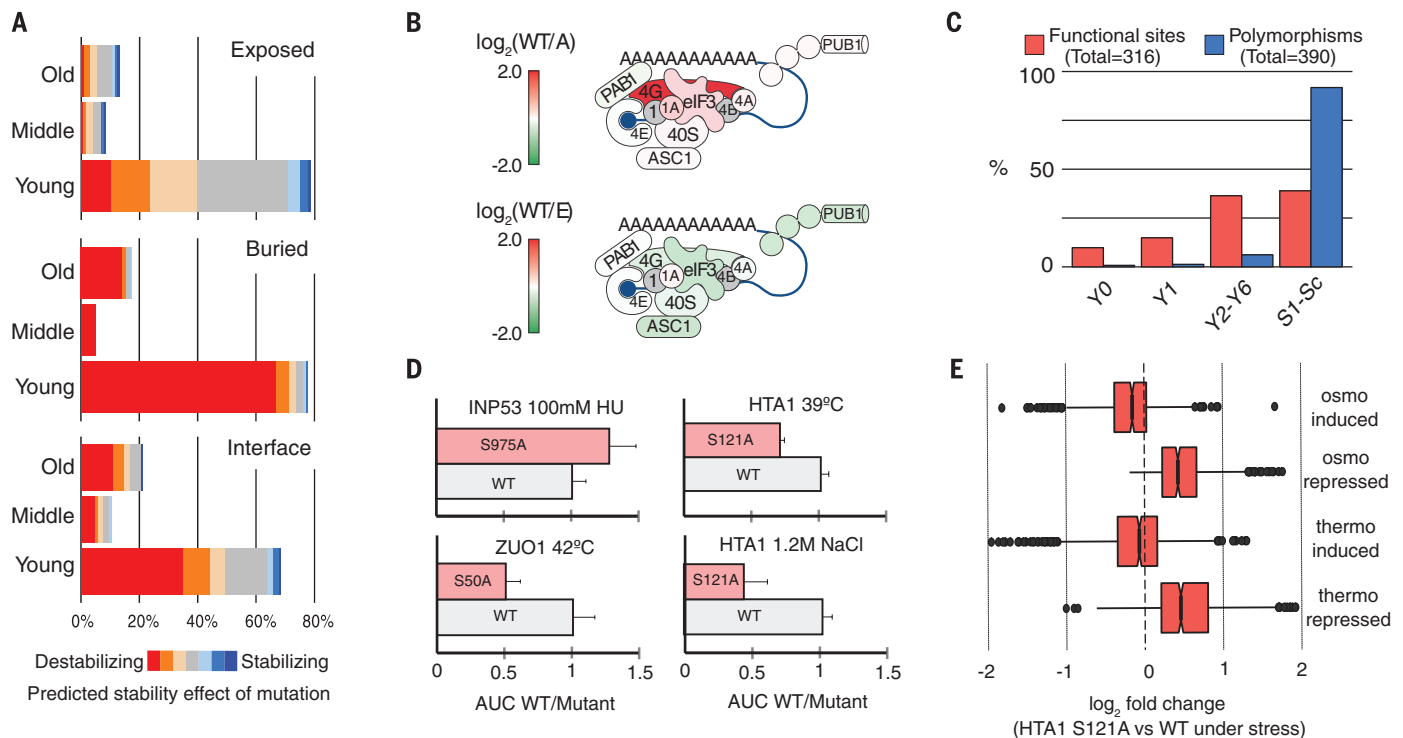 A
Exposed
Old
Middle
Young
Buried
Old
Middle
Young
Interface
Old
Middle
Young
0% 20% 40% 60% 80%
Destabilizing Stabilizing
Predicted stability effect of mutation
B
log2(WT/A)
2.0
-2.0
AAAAAAAAAAAA
PUB1
PAB1
4G
eIF3
4A
1
1A
4B
4E
40S
ASC1
log2(WT/E)
2.0
-2.0
AAAAAAAAAAAA
PUB1
PAB1
4G
eIF3
4A
1
1A
4B
4E
40S
ASC1
C
Functional sites
(Total=316)
Polymorphisms
(Total=390)
100
%
50
0
Y0
Y1
Y2-Y6
S1-Sc
D
INP53 100mM HU
S975A
WT
0 0.5 1 1.5
HTA1 39ºC
S121A
WT
ZUO1 42ºC
S50A
WT
0 0.5 1 1.5
AUC WT/Mutant
HTA1 1.2M NaCl
S121A
WT
0 0.5 1 1.5
AUC WT/Mutant
E
osmo
induced
osmo
repressed
thermo
induced
thermo
repressed
-2 -1 0 1 2
log2 fold change
(HTA1 S121A vs WT under stress)